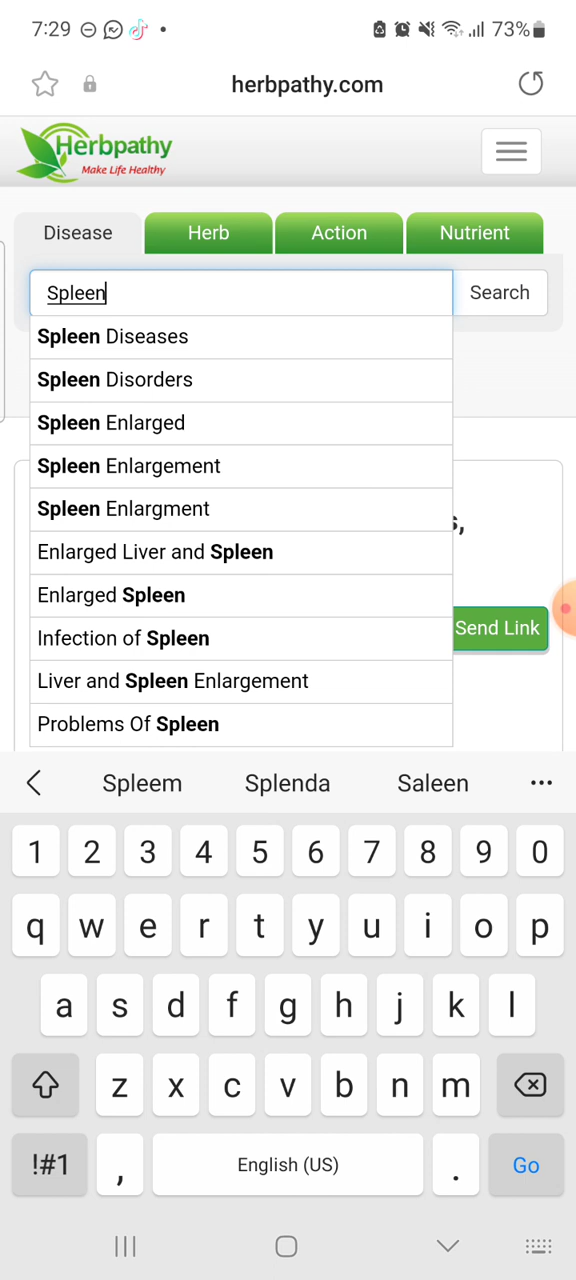 7:29 73%
herbpathy.com
Herbpathy
Make Life Healthy
Disease Herb Action Nutrient
Spleen Search
Spleen Diseases
Spleen Disorders
Spleen Enlarged
Spleen Enlargement
Spleen Enlargment
s,
Enlarged Liver and Spleen
Enlarged Spleen
Send Link
Infection of Spleen
Liver and Spleen Enlargement
Problems Of Spleen
Spleem Splenda Saleen ...
1 2 3 4 5 6 7 8 9 0
q w e r t y u i o p
a s d f g h j k l
z x c v b n m
!#1 , English (US) . Go